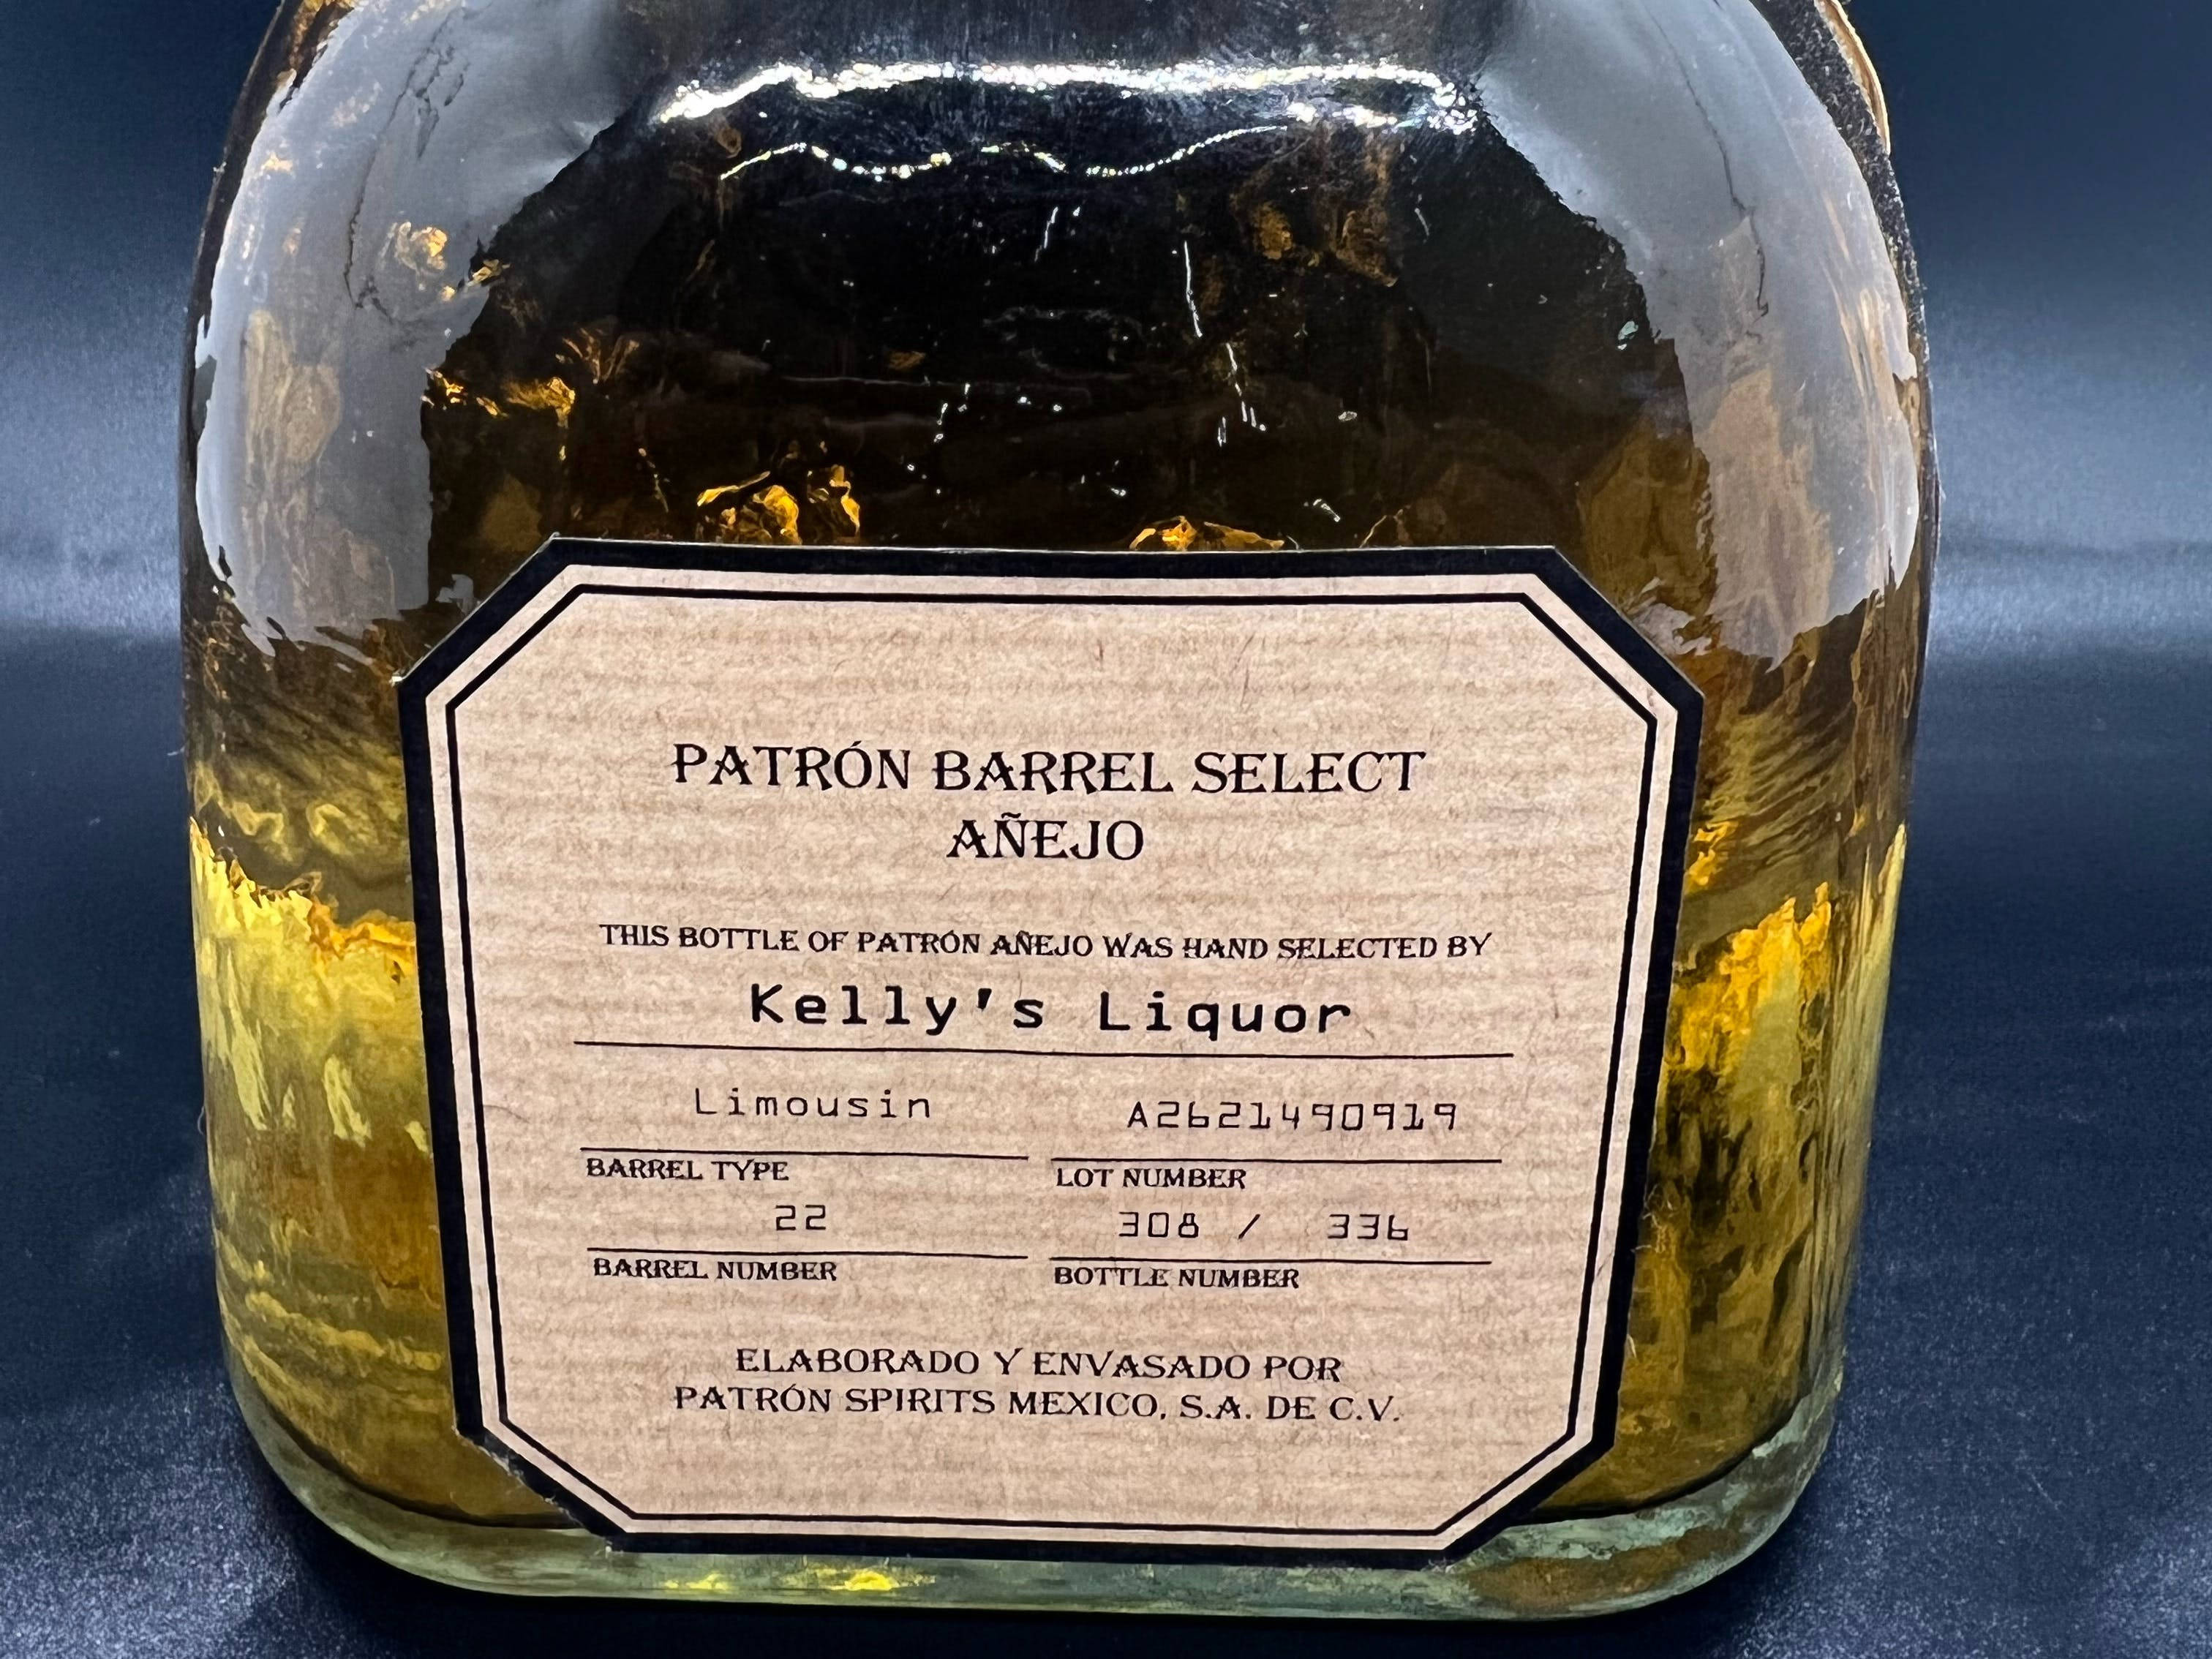 PATRÓN BARREL SELECT
AÑEJO
THIS BOTTLE OF PATRÓN AÑEJO WAS HAND SELECTED BY
Kelly's Liquor
Limousin A2621490919
BARREL TYPE LOT NUMBER
22 308 / 336
BARREL NUMBER BOTTLE NUMBER
ELABORADO Y ENVASADO POR
PATRÓN SPIRITS MEXICO, S.A. DE C.V.